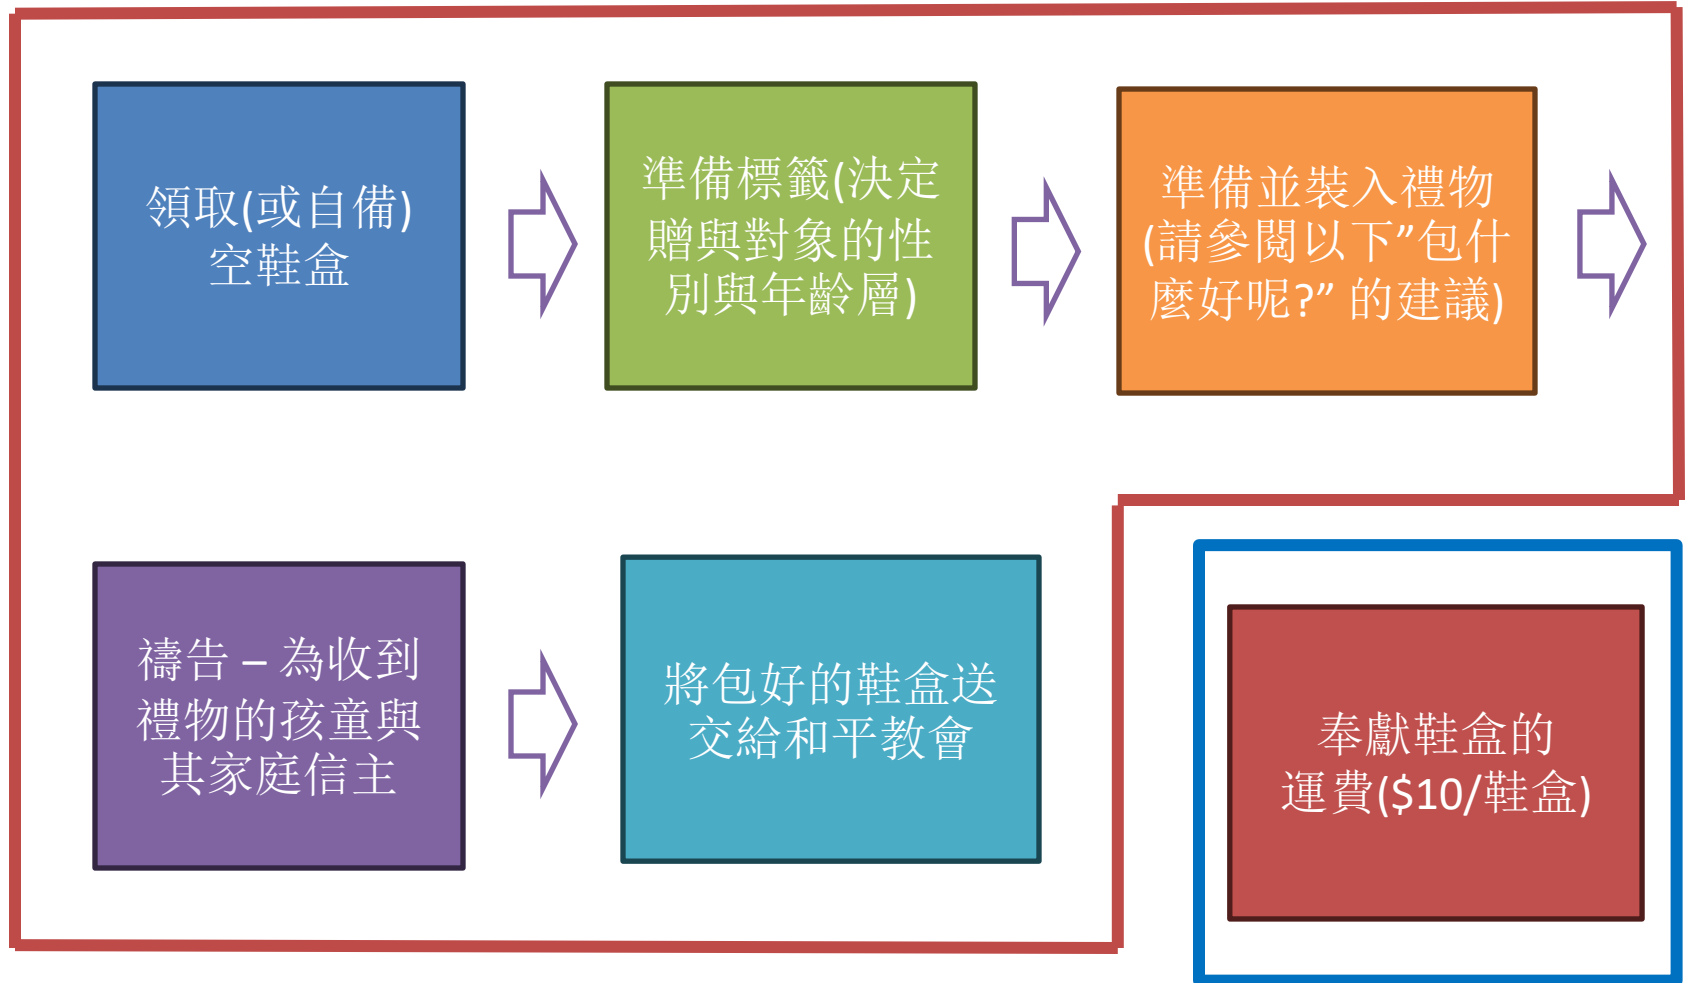 領取(或自備)
空鞋盒
準備標籤(決定
贈與對象的性
別與年齡層)
準備並裝入禮物
(請參閱以下”包什
麼好呢?” 的建議)
禱告 – 為收到
禮物的孩童與
其家庭信主
將包好的鞋盒送
交給和平教會
奉獻鞋盒的
運費($10/鞋盒)